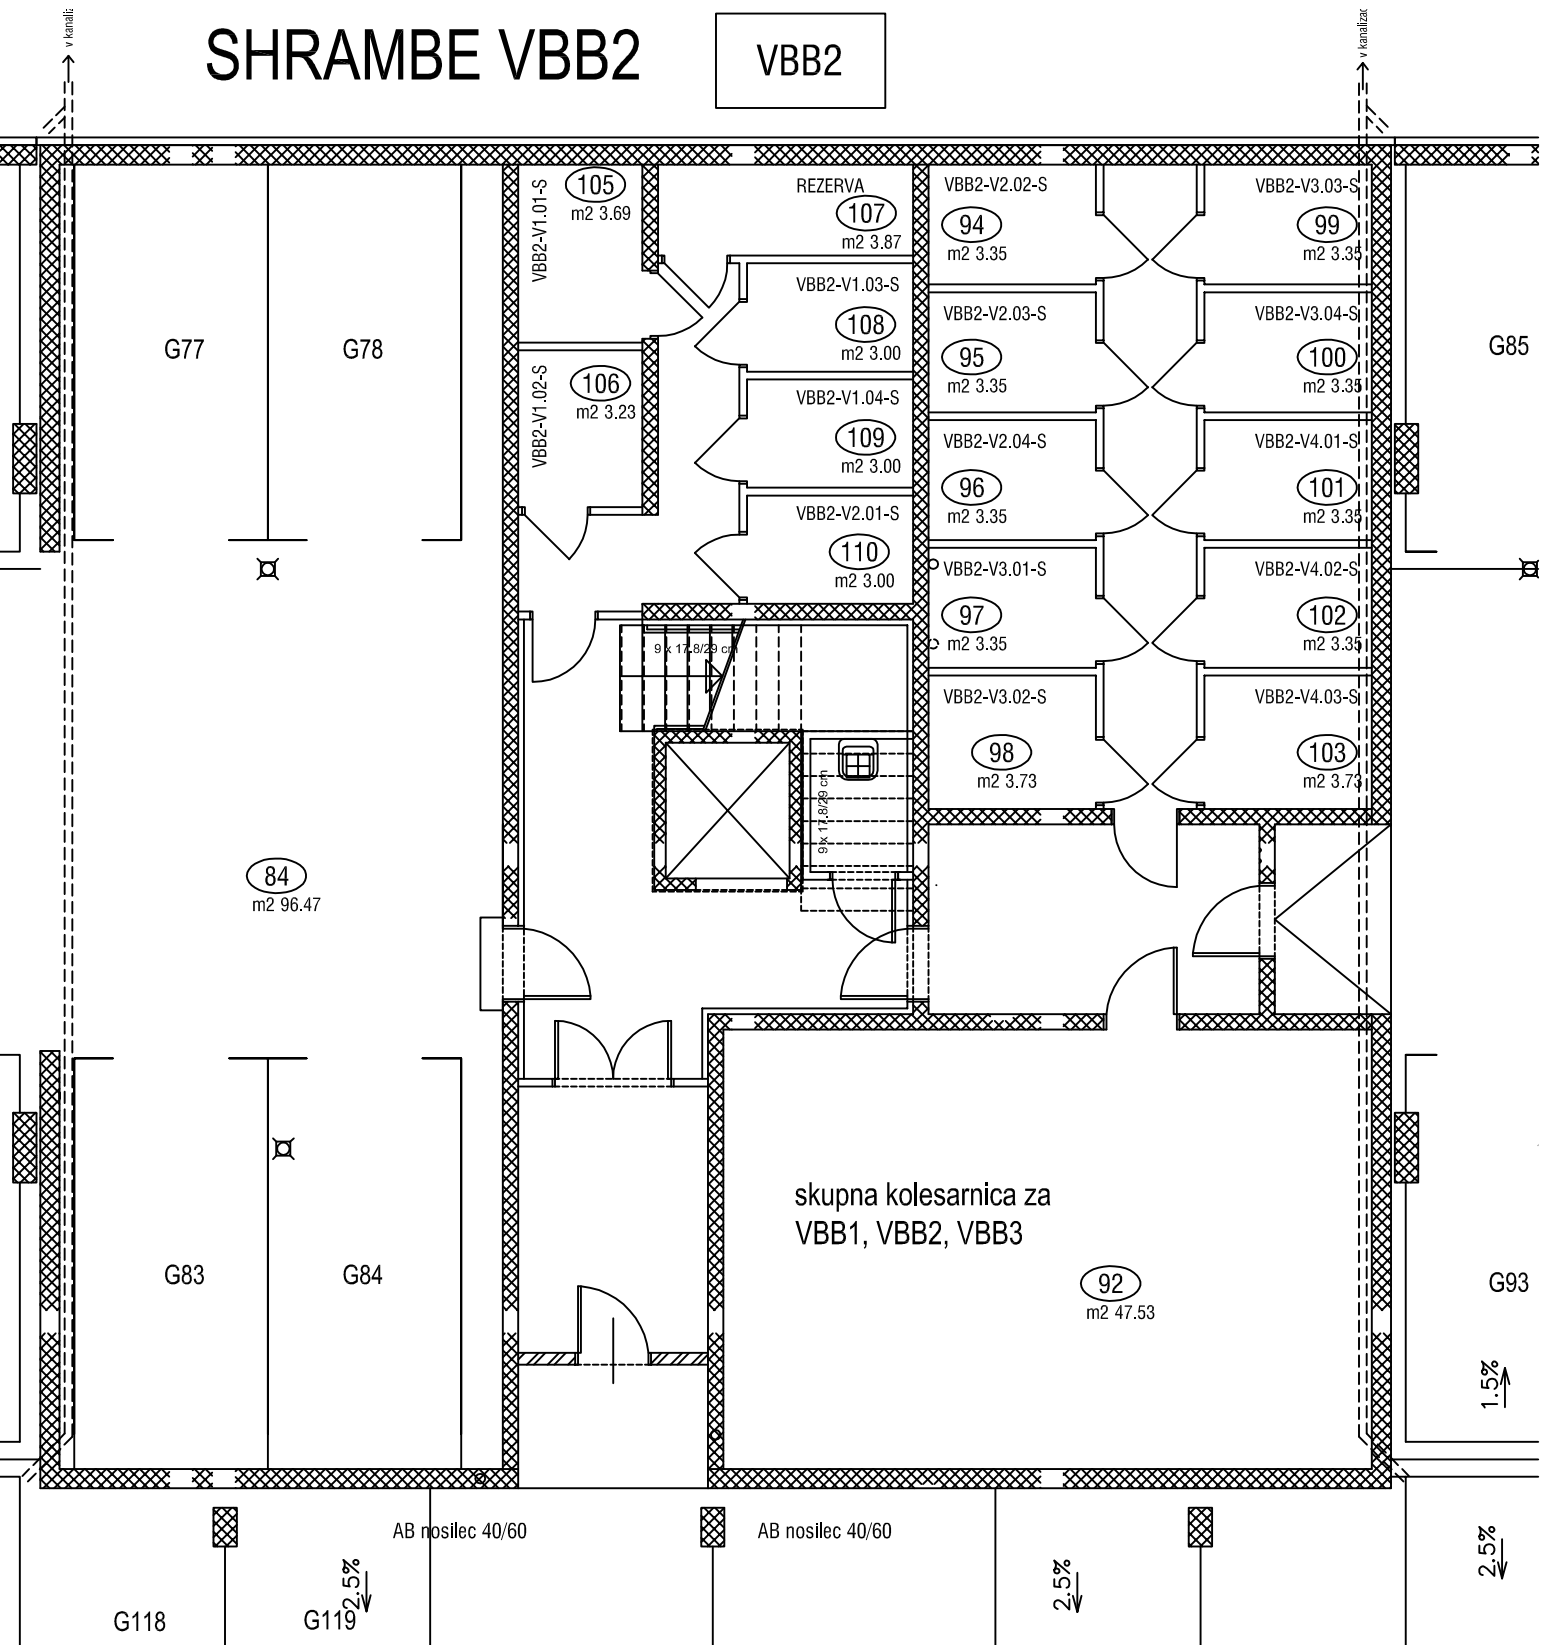 SHRAMBE VBB2
VBB2
v kanaliz
v kanalizac
VBB2-V1.01-S
105
m2 3.69
REZERVA
107
m2 3.87
VBB2-V2.02-S
94
m2 3.35
VBB2-V3.03-S
99
m2 3.35
VBB2-V1.03-S
108
m2 3.00
VBB2-V2.03-S
95
m2 3.35
VBB2-V3.04-S
100
m2 3.35
G77
G78
G85
VBB2-V1.02-S
106
m2 3.23
VBB2-V1.04-S
109
m2 3.00
VBB2-V2.04-S
96
m2 3.35
VBB2-V4.01-S
101
m2 3.35
VBB2-V2.01-S
110
m2 3.00
VBB2-V3.01-S
97
m2 3.35
VBB2-V4.02-S
102
m2 3.35
9 x 17.8/29 cm
VBB2-V3.02-S
98
m2 3.73
VBB2-V4.03-S
103
m2 3.73
9 x 17.8/29 cm
84
m2 96.47
skupna kolesarnica za
VBB1, VBB2, VBB3
92
m2 47.53
G83
G84
G93
1.5%
AB nosilec 40/60
AB nosilec 40/60
2.5%
2.5%
2.5%
G118
G119